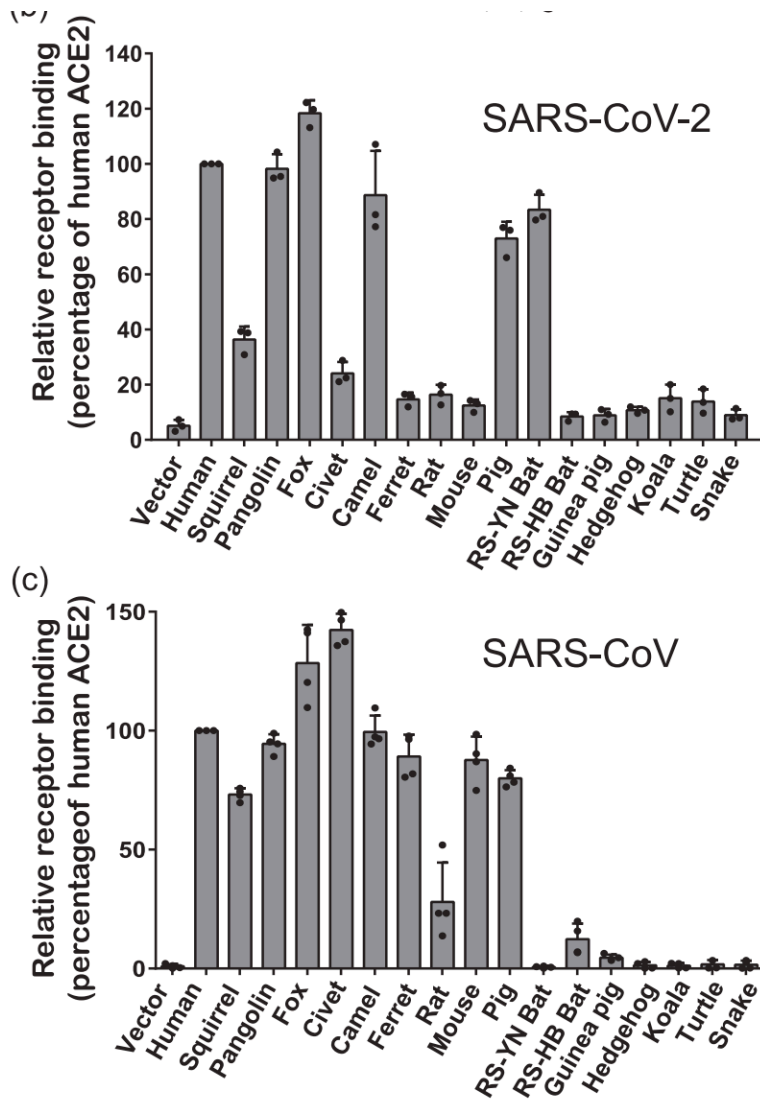 (b)
Relative receptor binding
(percentage of human ACE2)
140
120
100
80
60
40
20
0
SARS-CoV-2
Vector
Human
Squirrel
Pangolin
Fox
Civet
Camel
Ferret
Rat
Mouse
Pig
RS-YN Bat
RS-HB Bat
Guinea pig
Hedgehog
Koala
Turtle
Snake
(c)
Relative receptor binding
(percentageof human ACE2)
150
100
50
0
SARS-CoV
Vector
Human
Squirrel
Pangolin
Fox
Civet
Camel
Ferret
Rat
Mouse
Pig
RS-YN Bat
RS-HB Bat
Guinea pig
Hedgehog
Koala
Turtle
Snake